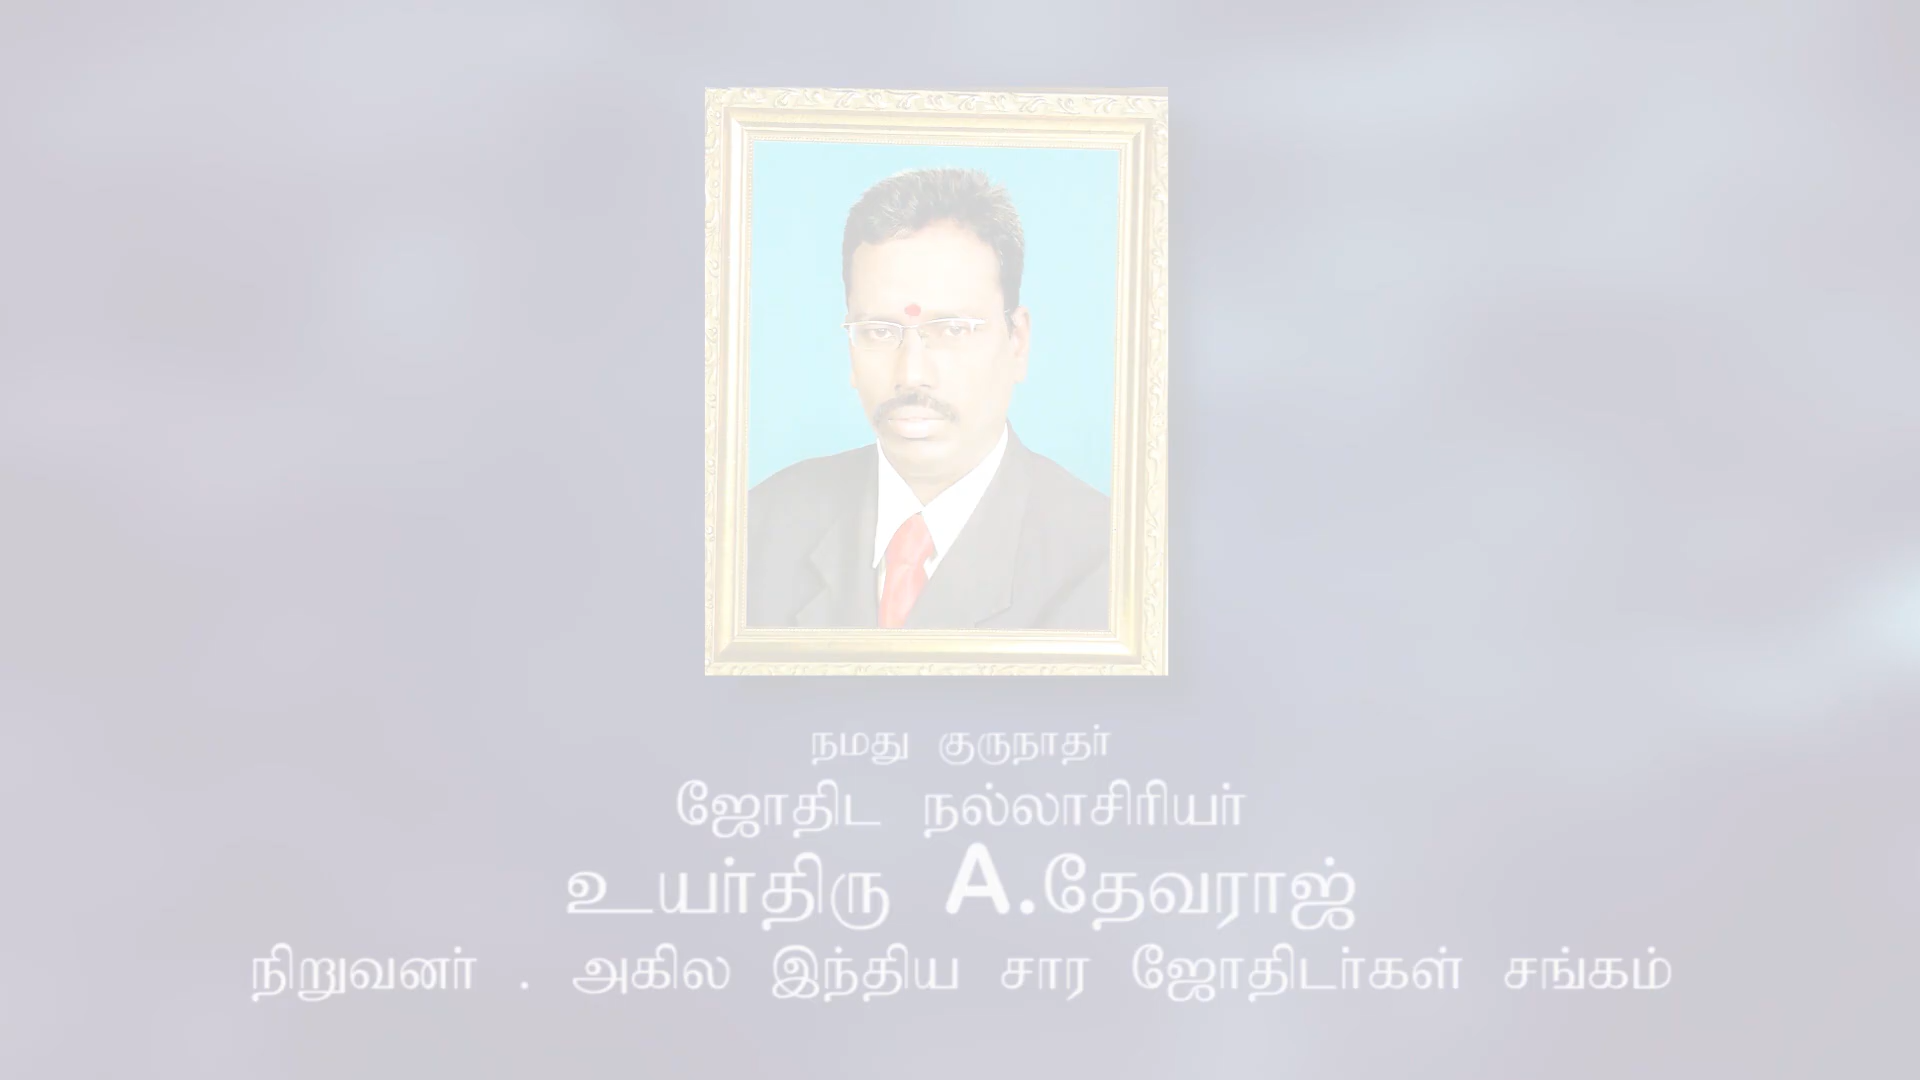 நமது குருநாதர்
ஜோதிட நல்லாசிரியர்
உயர்திரு A.தேவராஜ்
நிறுவனர் . அகில இந்திய சார ஜோதிடர்கள் சங்கம்